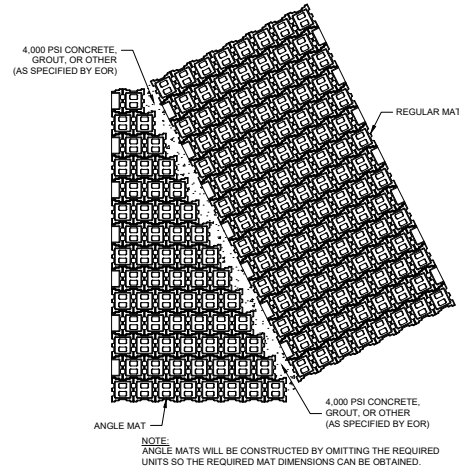 4,000 PSI CONCRETE,
GROUT, OR OTHER
(AS SPECIFIED BY EOR)
REGULAR MAT
4,000 PSI CONCRETE,
GROUT, OR OTHER
(AS SPECIFIED BY EOR)
ANGLE MAT
NOTE:
ANGLE MATS WILL BE CONSTRUCTED BY OMITTING THE REQUIRED
UNITS SO THE REQUIRED MAT DIMENSIONS CAN BE OBTAINED.